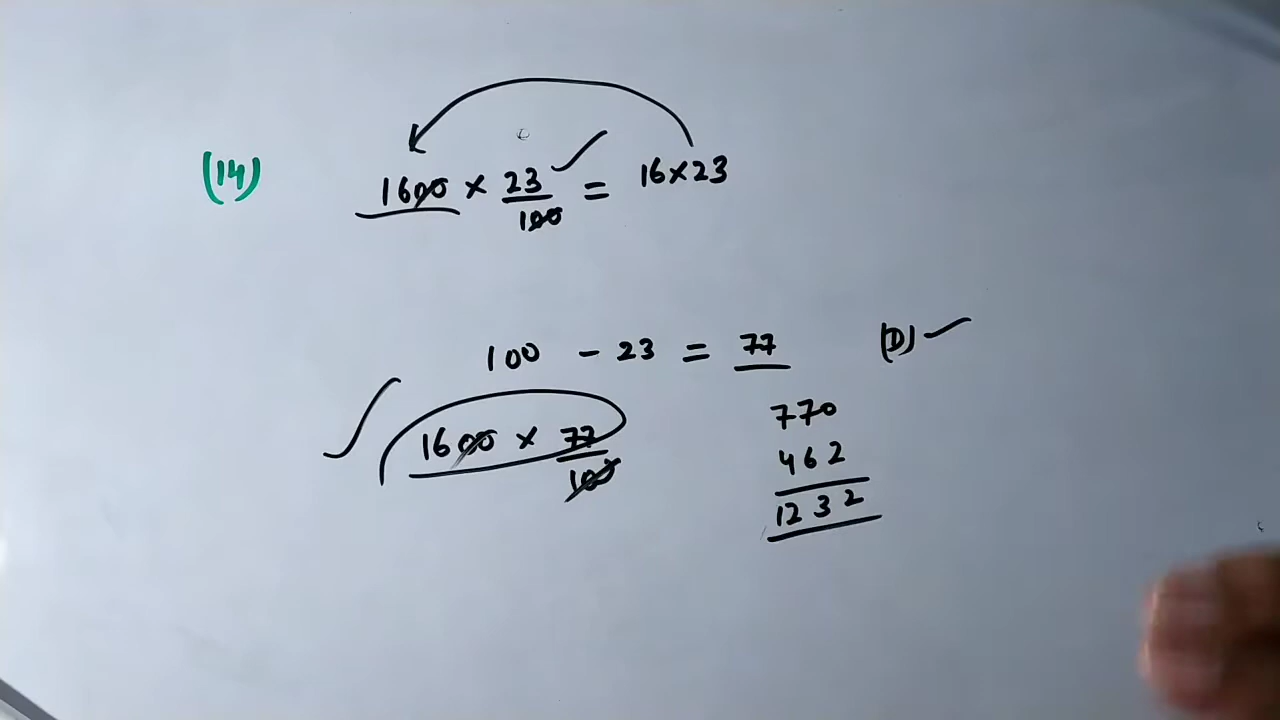 (14) 1600 × 23/100 = 16×23
100 - 23 = 77 (D)
1600 × 77/100
770
462
1232